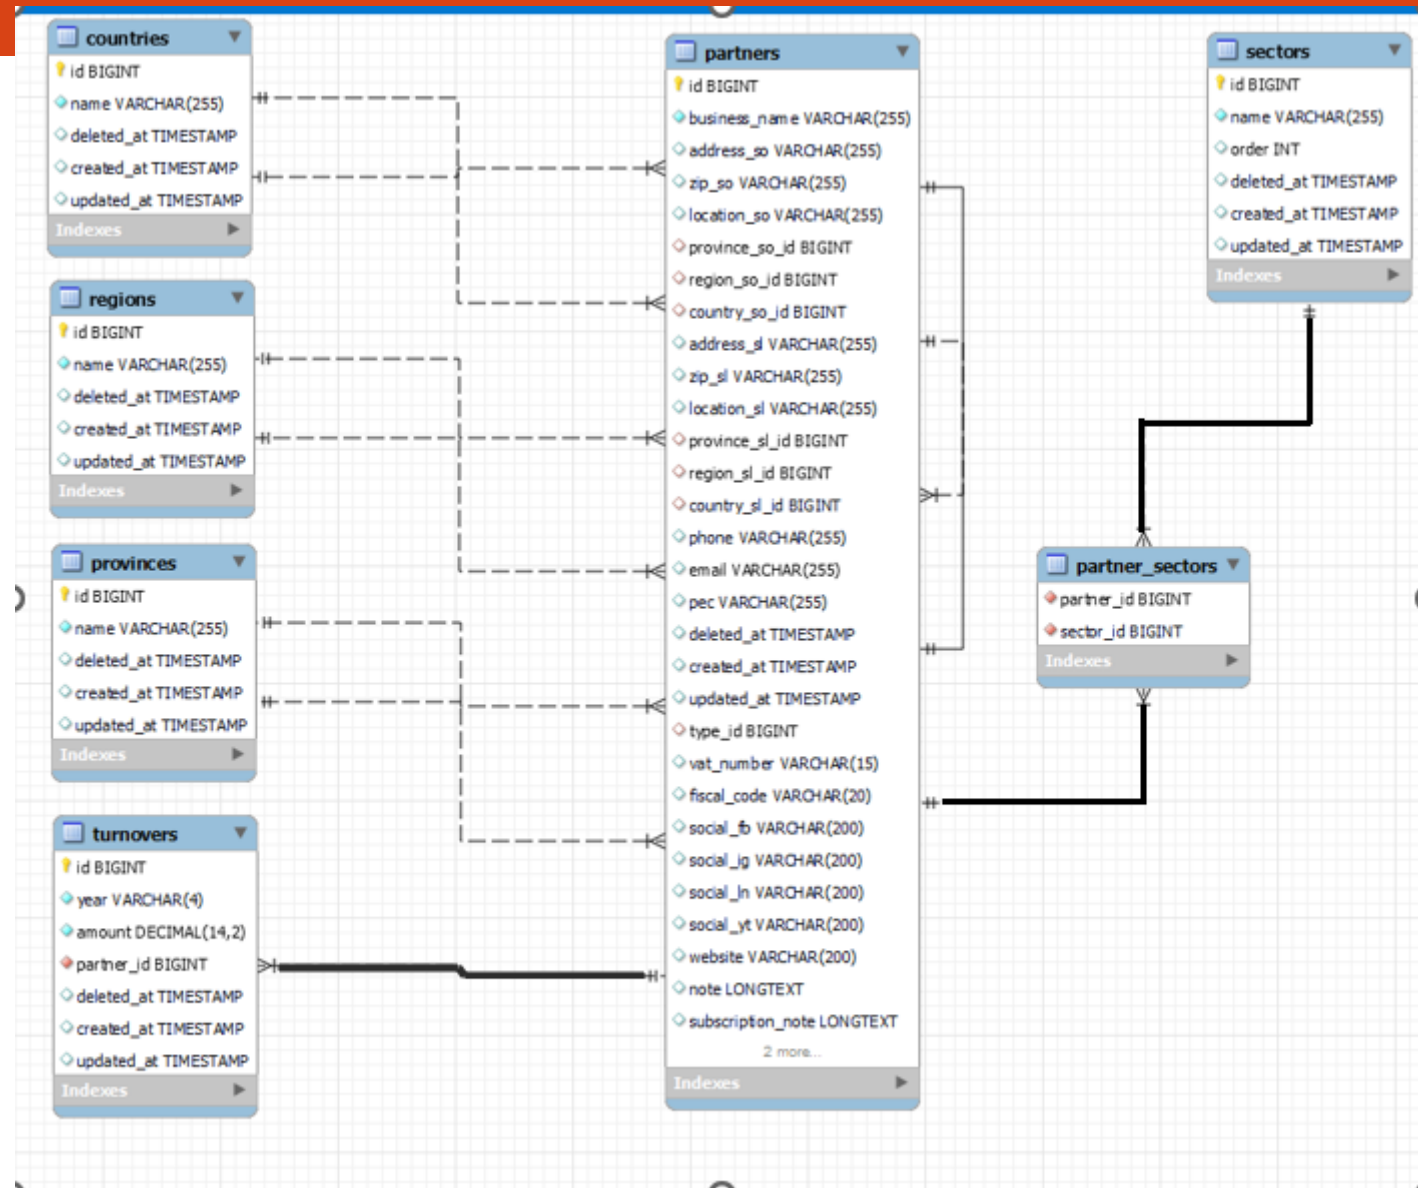 countries
id BIGINT
name VARCHAR(255)
deleted_at TIMESTAMP
created_at TIMESTAMP
updated_at TIMESTAMP
Indexes
regions
id BIGINT
name VARCHAR(255)
deleted_at TIMESTAMP
created_at TIMESTAMP
updated_at TIMESTAMP
Indexes
provinces
id BIGINT
name VARCHAR(255)
deleted_at TIMESTAMP
created_at TIMESTAMP
updated_at TIMESTAMP
Indexes
turnovers
id BIGINT
year VARCHAR(4)
amount DECIMAL(14,2)
partner_id BIGINT
deleted_at TIMESTAMP
created_at TIMESTAMP
updated_at TIMESTAMP
Indexes
partners
id BIGINT
business_name VARCHAR(255)
address_so VARCHAR(255)
zip_so VARCHAR(255)
location_so VARCHAR(255)
province_so_id BIGINT
region_so_id BIGINT
country_so_id BIGINT
address_sl VARCHAR(255)
zip_sl VARCHAR(255)
location_sl VARCHAR(255)
province_sl_id BIGINT
region_sl_id BIGINT
country_sl_id BIGINT
phone VARCHAR(255)
email VARCHAR(255)
pec VARCHAR(255)
deleted_at TIMESTAMP
created_at TIMESTAMP
updated_at TIMESTAMP
type_id BIGINT
vat_number VARCHAR(15)
fiscal_code VARCHAR(20)
social_fb VARCHAR(200)
social_ig VARCHAR(200)
social_ln VARCHAR(200)
social_yt VARCHAR(200)
website VARCHAR(200)
note LONGTEXT
subscription_note LONGTEXT
2 more...
Indexes
sectors
id BIGINT
name VARCHAR(255)
order INT
deleted_at TIMESTAMP
created_at TIMESTAMP
updated_at TIMESTAMP
Indexes
partner_sectors
partner_id BIGINT
sector_id BIGINT
Indexes